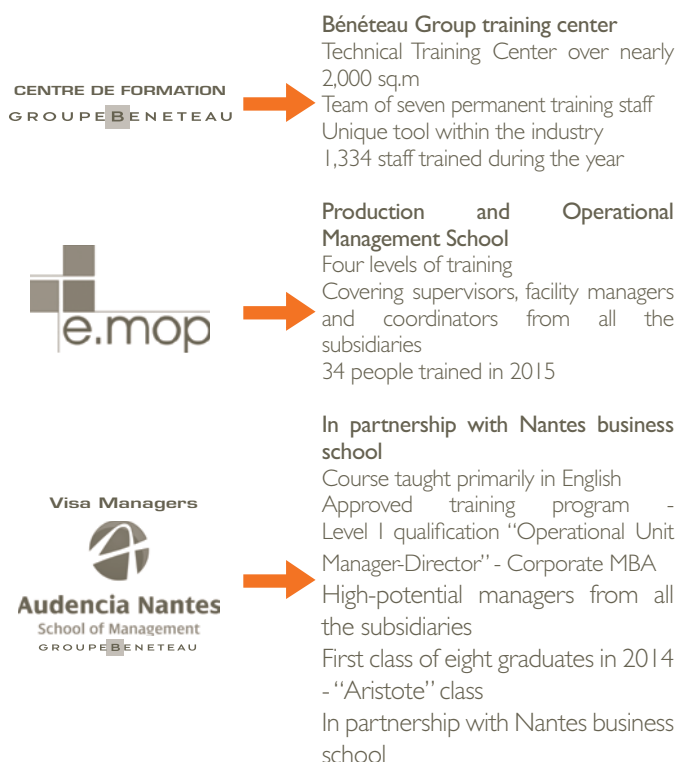 CENTRE DE FORMATION
GROUPE BENETEAU
Bénéteau Group training center
Technical Training Center over nearly
2,000 sq.m
Team of seven permanent training staff
Unique tool within the industry
1,334 staff trained during the year
e.mop
Production and Operational
Management School
Four levels of training
Covering supervisors, facility managers
and coordinators from all the
subsidiaries
34 people trained in 2015
Visa Managers
Audencia Nantes
School of Management
GROUPE BENETEAU
In partnership with Nantes business
school
Course taught primarily in English
Approved training program -
Level 1 qualification “Operational Unit
Manager-Director” - Corporate MBA
High-potential managers from all
the subsidiaries
First class of eight graduates in 2014
- “Aristote” class
In partnership with Nantes business
school